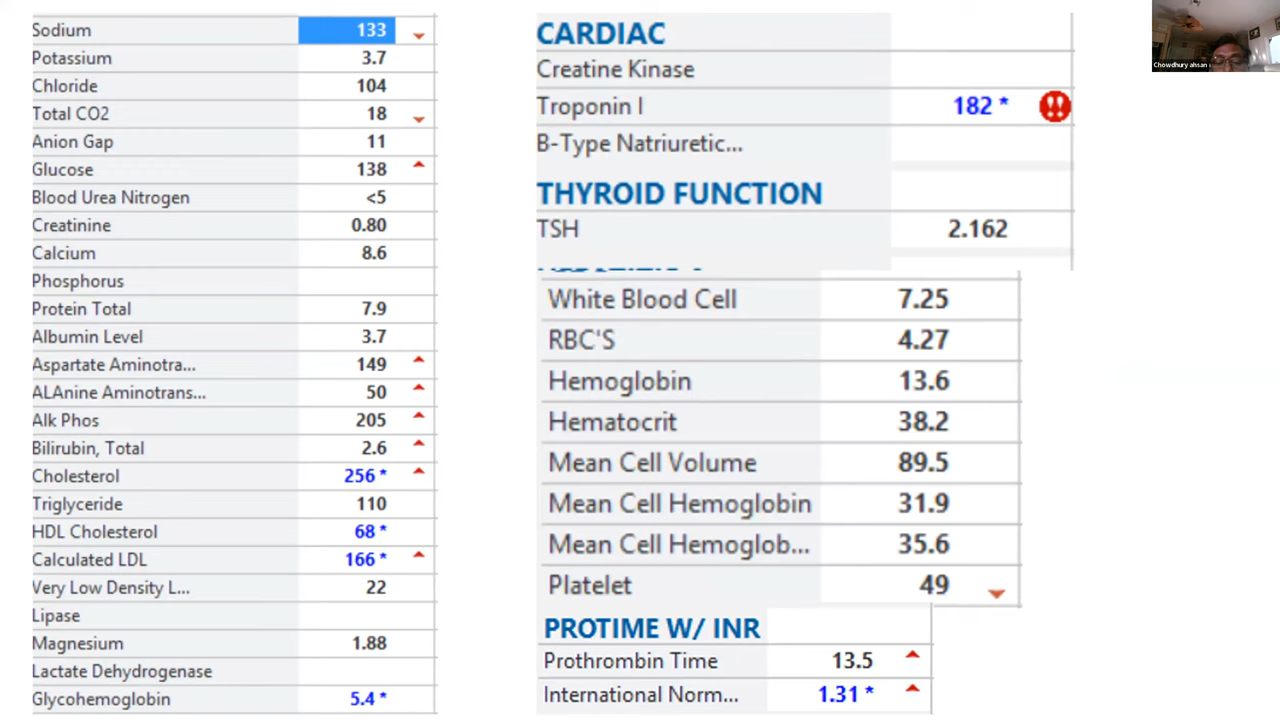 Sodium 133
Potassium 3.7
Chloride 104
Total CO2 18
Anion Gap 11
Glucose 138
Blood Urea Nitrogen <5
Creatinine 0.80
Calcium 8.6
Phosphorus
Protein Total 7.9
Albumin Level 3.7
Aspartate Aminotra... 149
ALAnine Aminotrans... 50
Alk Phos 205
Bilirubin, Total 2.6
Cholesterol 256 *
Triglyceride 110
HDL Cholesterol 68 *
Calculated LDL 166 *
Very Low Density L... 22
Lipase
Magnesium 1.88
Lactate Dehydrogenase
Glycohemoglobin 5.4 *
CARDIAC
Creatine Kinase
Troponin I 182 *
B-Type Natriuretic...
THYROID FUNCTION
TSH 2.162
White Blood Cell 7.25
RBC'S 4.27
Hemoglobin 13.6
Hematocrit 38.2
Mean Cell Volume 89.5
Mean Cell Hemoglobin 31.9
Mean Cell Hemoglob... 35.6
Platelet 49
PROTIME W/ INR
Prothrombin Time 13.5
International Norm... 1.31 *
Chowdhury ahsan